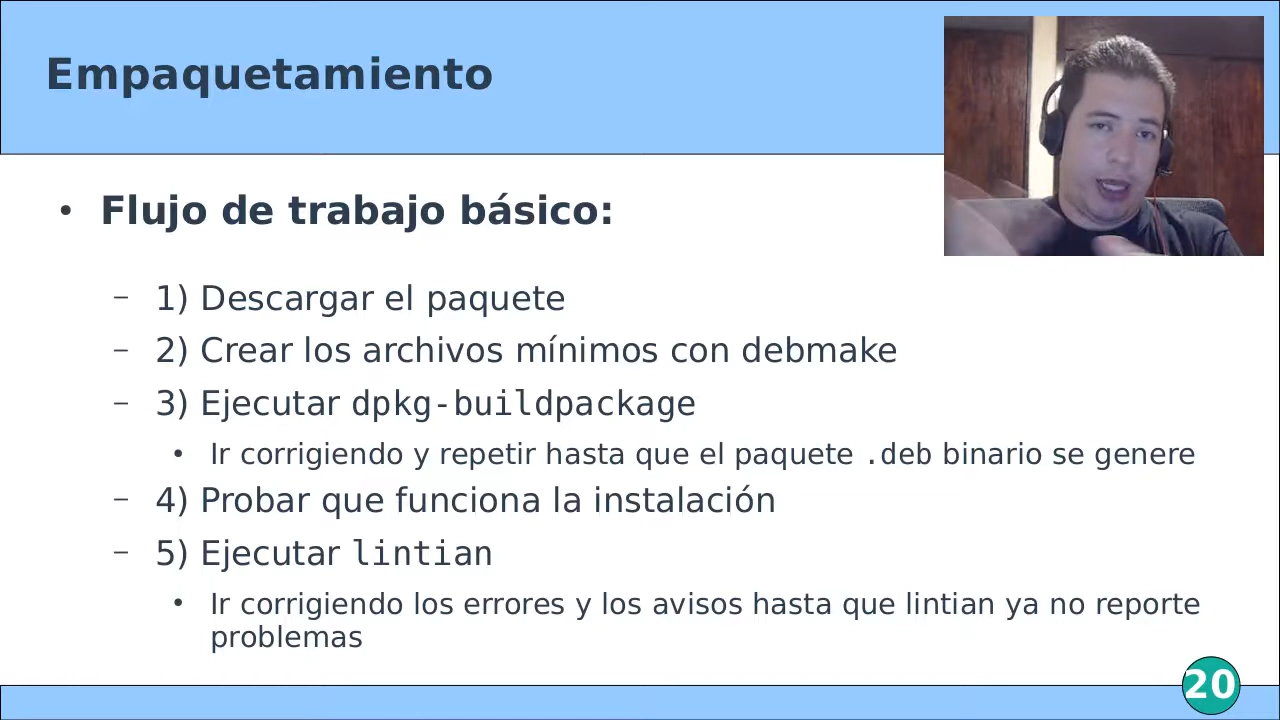 Empaquetamiento
• Flujo de trabajo básico:
– 1) Descargar el paquete
– 2) Crear los archivos mínimos con debmake
– 3) Ejecutar dpkg-buildpackage
• Ir corrigiendo y repetir hasta que el paquete .deb binario se genere
– 4) Probar que funciona la instalación
– 5) Ejecutar lintian
• Ir corrigiendo los errores y los avisos hasta que lintian ya no reporte
problemas
20